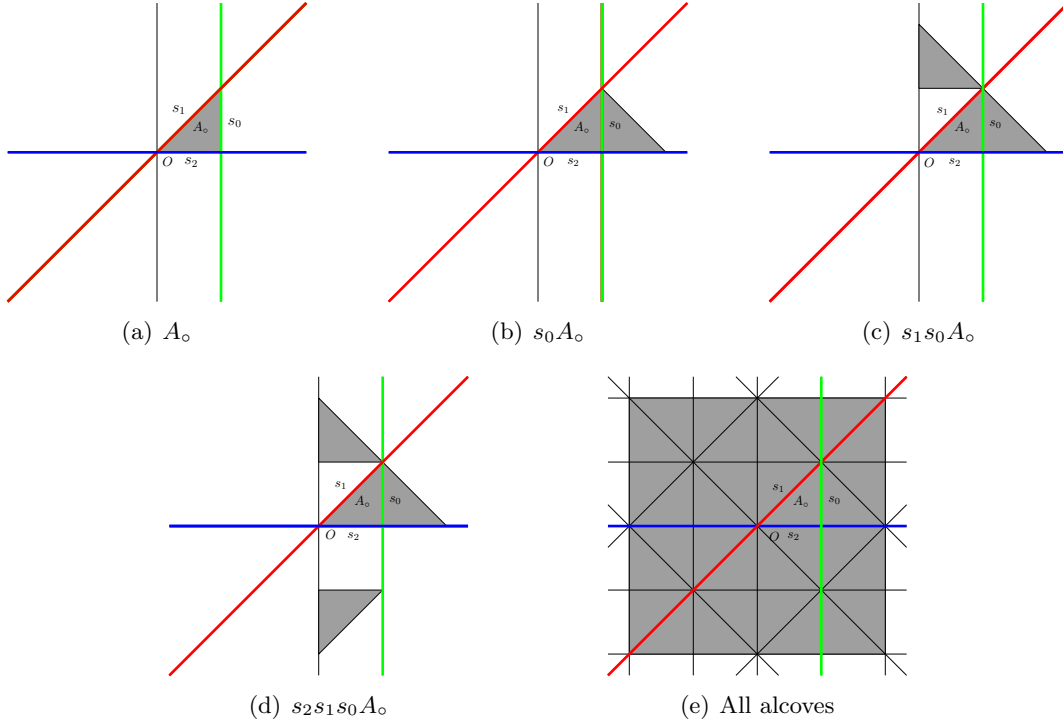 s₁
A∘
s₀
O
s₂
(a) A∘
s₁
A∘
s₀
O
s₂
(b) s₀A∘
s₁
A∘
s₀
O
s₂
(c) s₁s₀A∘
s₁
A∘
s₀
O
s₂
(d) s₂s₁s₀A∘
s₁
A∘
s₀
O
s₂
(e) All alcoves